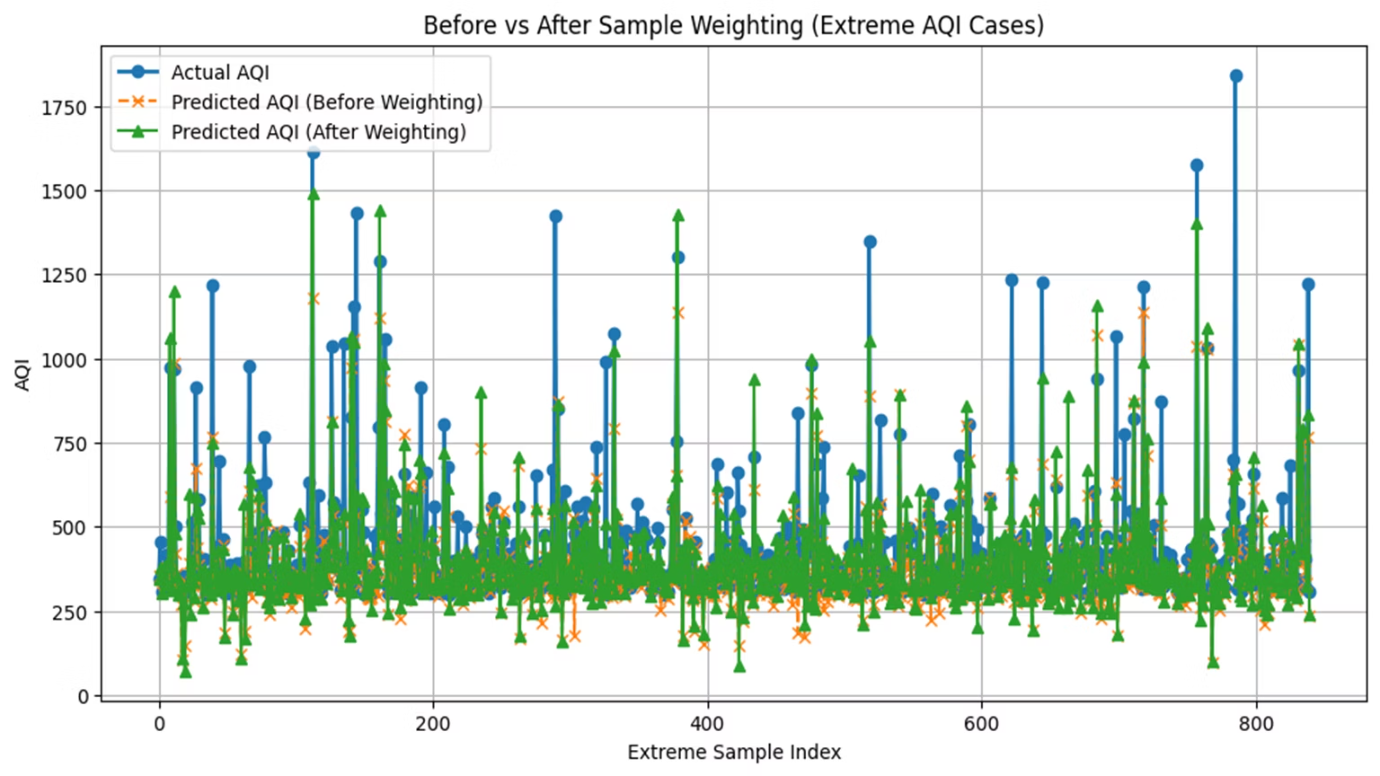 Before vs After Sample Weighting (Extreme AQI Cases)
Actual AQI
Predicted AQI (Before Weighting)
Predicted AQI (After Weighting)
1750
1500
1250
1000
750
500
250
0
AQI
0 200 400 600 800
Extreme Sample Index